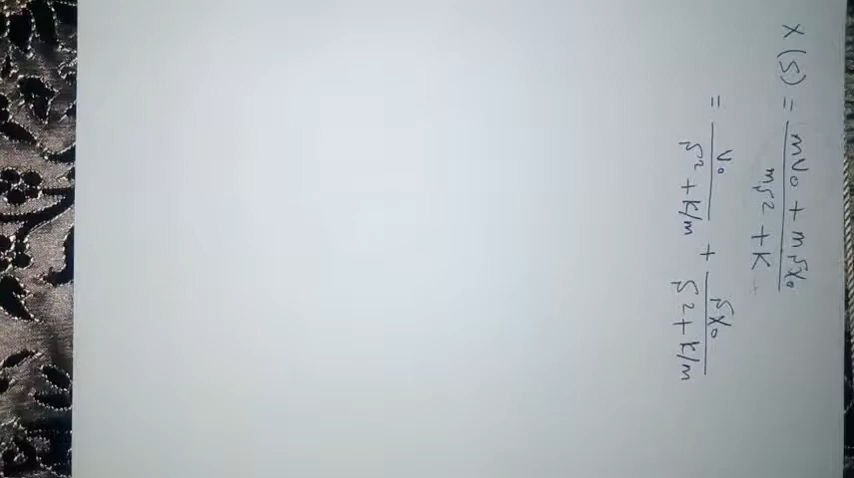 X(s) = (mv₀ + msx₀) / (ms² + k)
= v₀ / (s² + k/m) + sx₀ / (s² + k/m)